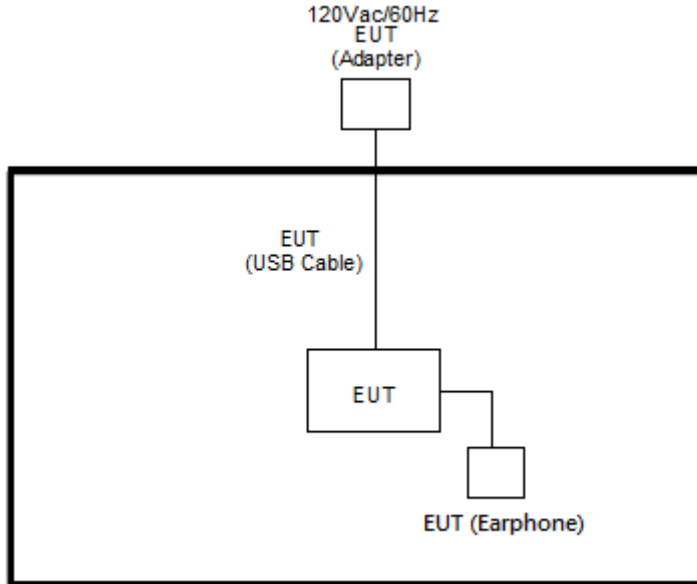 120Vac/60Hz
EUT
(Adapter)
EUT
(USB Cable)
EUT
EUT (Earphone)